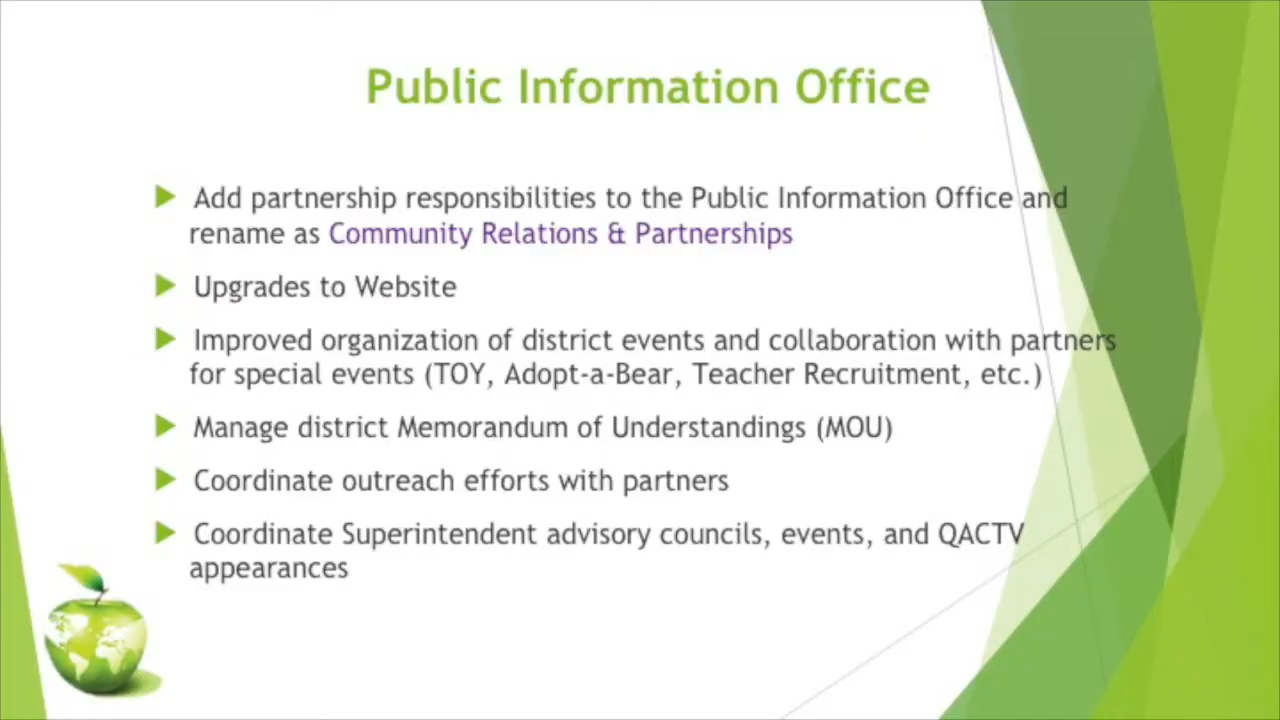 Public Information Office
Add partnership responsibilities to the Public Information Office and
rename as Community Relations & Partnerships
Upgrades to Website
Improved organization of district events and collaboration with partners
for special events (TOY, Adopt-a-Bear, Teacher Recruitment, etc.)
Manage district Memorandum of Understandings (MOU)
Coordinate outreach efforts with partners
Coordinate Superintendent advisory councils, events, and QACTV
appearances